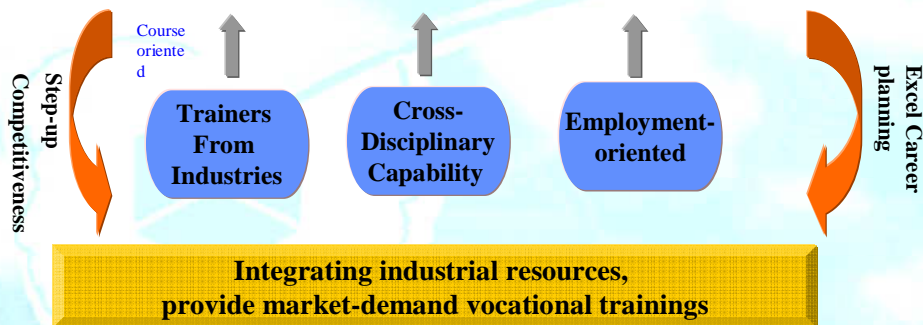 Course
oriente
d
Step-up
Competitiveness
Trainers
From
Industries
Cross-
Disciplinary
Capability
Employment-
oriented
Excel Career
planning
Integrating industrial resources,
provide market-demand vocational trainings